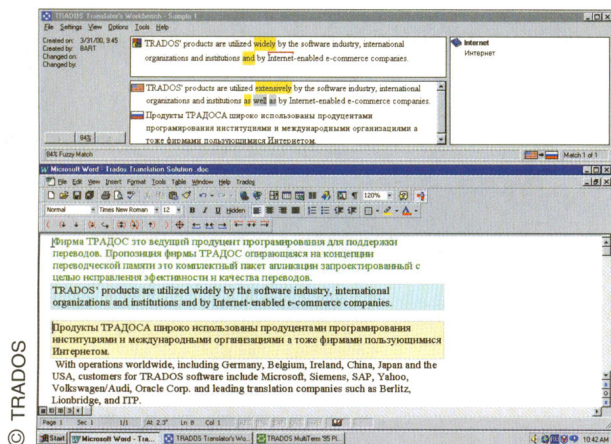 TRADOS Translator's Workbench - Sample 1
File Settings View Options Tools Help
Created on: 3/31/00, 9:45
Created by: BART
Changed on:
Changed by:
TRADOS' products are utilized widely by the software industry, international
organizations and institutions and by Internet-enabled e-commerce companies.
Internet
Интернет
TRADOS' products are utilized extensively by the software industry, international
organizations and institutions as well as by Internet-enabled e-commerce companies.
Продукты ТРАДОСА широко использованы продуцентами
програмирования институциями и международными организациями а
тоже фирмами пользующимися Интернетом.
84%
84% Fuzzy Match
Match 1 of 1
Microsoft Word - Trados Translation Solution .doc
File Edit View Insert Format Tools Table Window Help Trados
120%
Normal Times New Roman 12 B I U Hidden
Фирма ТРАДОС это ведущий продуцент програмирования для поддержки
переводов. Пропозиция фирмы ТРАДОС опирающаяся на концепции
переводческой памяти это комплектный пакет аппликации запроектированный с
целью исправления эфективности и качества переводов.
TRADOS' products are utilized widely by the software industry, international
organizations and institutions and by Internet-enabled e-commerce companies.
Продукты ТРАДОСА широко использованы продуцентами програмирования
институциями и международными организациями а тоже фирмами пользующимися
Интернетом.
With operations worldwide, including Germany, Belgium, Ireland, China, Japan and the
USA, customers for TRADOS software include Microsoft, Siemens, SAP, Yahoo,
Volkswagen/Audi, Oracle Corp. and leading translation companies such as Berlitz,
Lionbridge, and ITP.
Page 1 Sec 1 1/1 At 2.3" Ln 8 Col 1
Start Microsoft Word - Tra... TRADOS Translator's Wo... TRADOS MultiTerm '95 Pl... 10:42 AM
© TRADOS